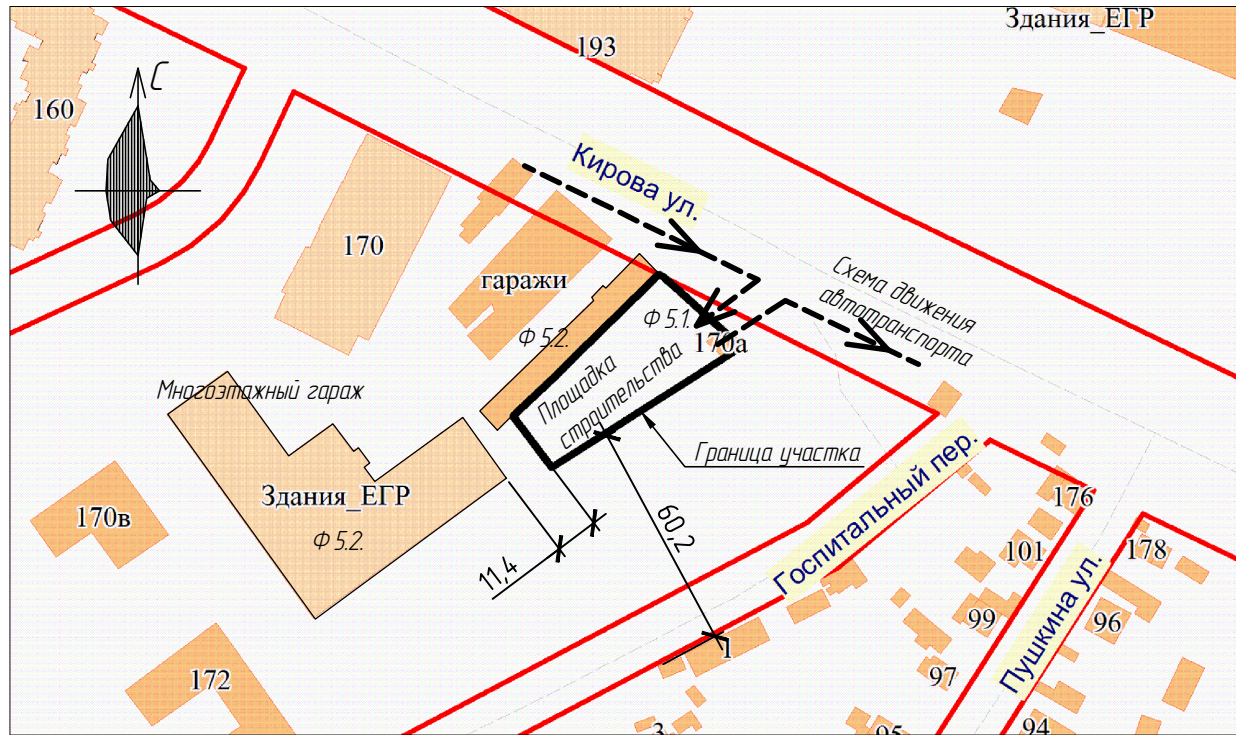 Здания_ЕГР
193
С
160
Кирова ул.
170
гаражи
Схема движения
автотранспорта
Ф 5.1.
Ф 5.2.
170а
Площадка
строительства
Многоэтажный гараж
Граница участка
Здания_ЕГР
Ф 5.2.
170в
11,4
60,2
Госпитальный пер.
176
101
178
Пушкина ул.
99
96
97
1
172
3
95
94